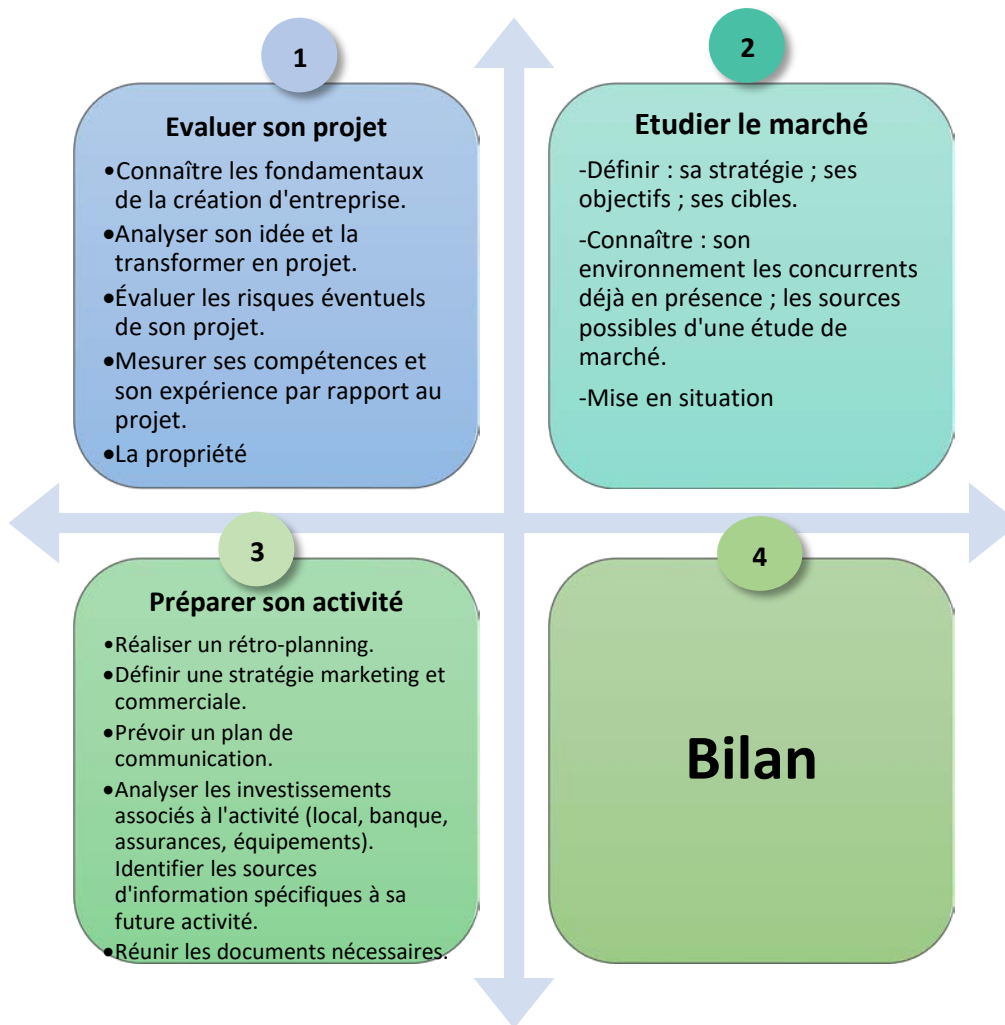 1
Evaluer son projet
•Connaître les fondamentaux
de la création d'entreprise.
•Analyser son idée et la
transformer en projet.
•Évaluer les risques éventuels
de son projet.
•Mesurer ses compétences et
son expérience par rapport au
projet.
•La propriété
2
Etudier le marché
-Définir : sa stratégie ; ses
objectifs ; ses cibles.
-Connaître : son
environnement les concurrents
déjà en présence ; les sources
possibles d'une étude de
marché.
-Mise en situation
3
Préparer son activité
•Réaliser un rétro-planning.
•Définir une stratégie marketing et
commerciale.
•Prévoir un plan de
communication.
•Analyser les investissements
associés à l'activité (local, banque,
assurances, équipements).
Identifier les sources
d'information spécifiques à sa
future activité.
•Réunir les documents nécessaires.
4
Bilan